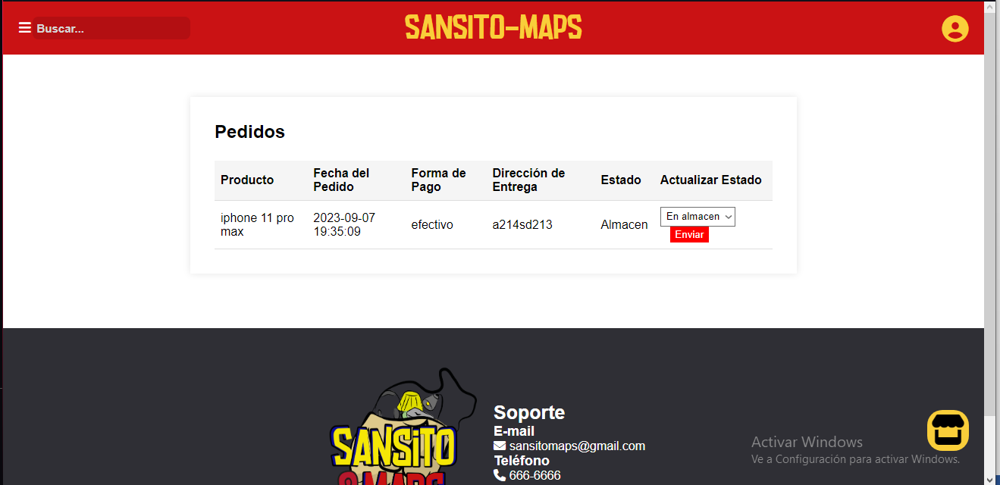 Buscar...
SANSITO-MAPS
Pedidos
Producto
Fecha del
Pedido
Forma de
Pago
Dirección de
Entrega
Estado
Actualizar Estado
iphone 11 pro
max
2023-09-07
19:35:09
efectivo
a214sd213
Almacen
En almacen
Enviar
SANSiTO
MAPS
Soporte
E-mail
sansitomaps@gmail.com
Teléfono
666-6666
Activar Windows
Ve a Configuración para activar Windows.